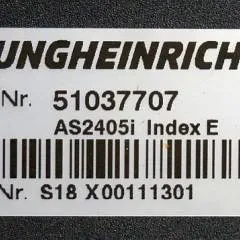 UNGHEINRICH
Nr. 51037707
AS2405i Index E
Nr. S18 X00111301